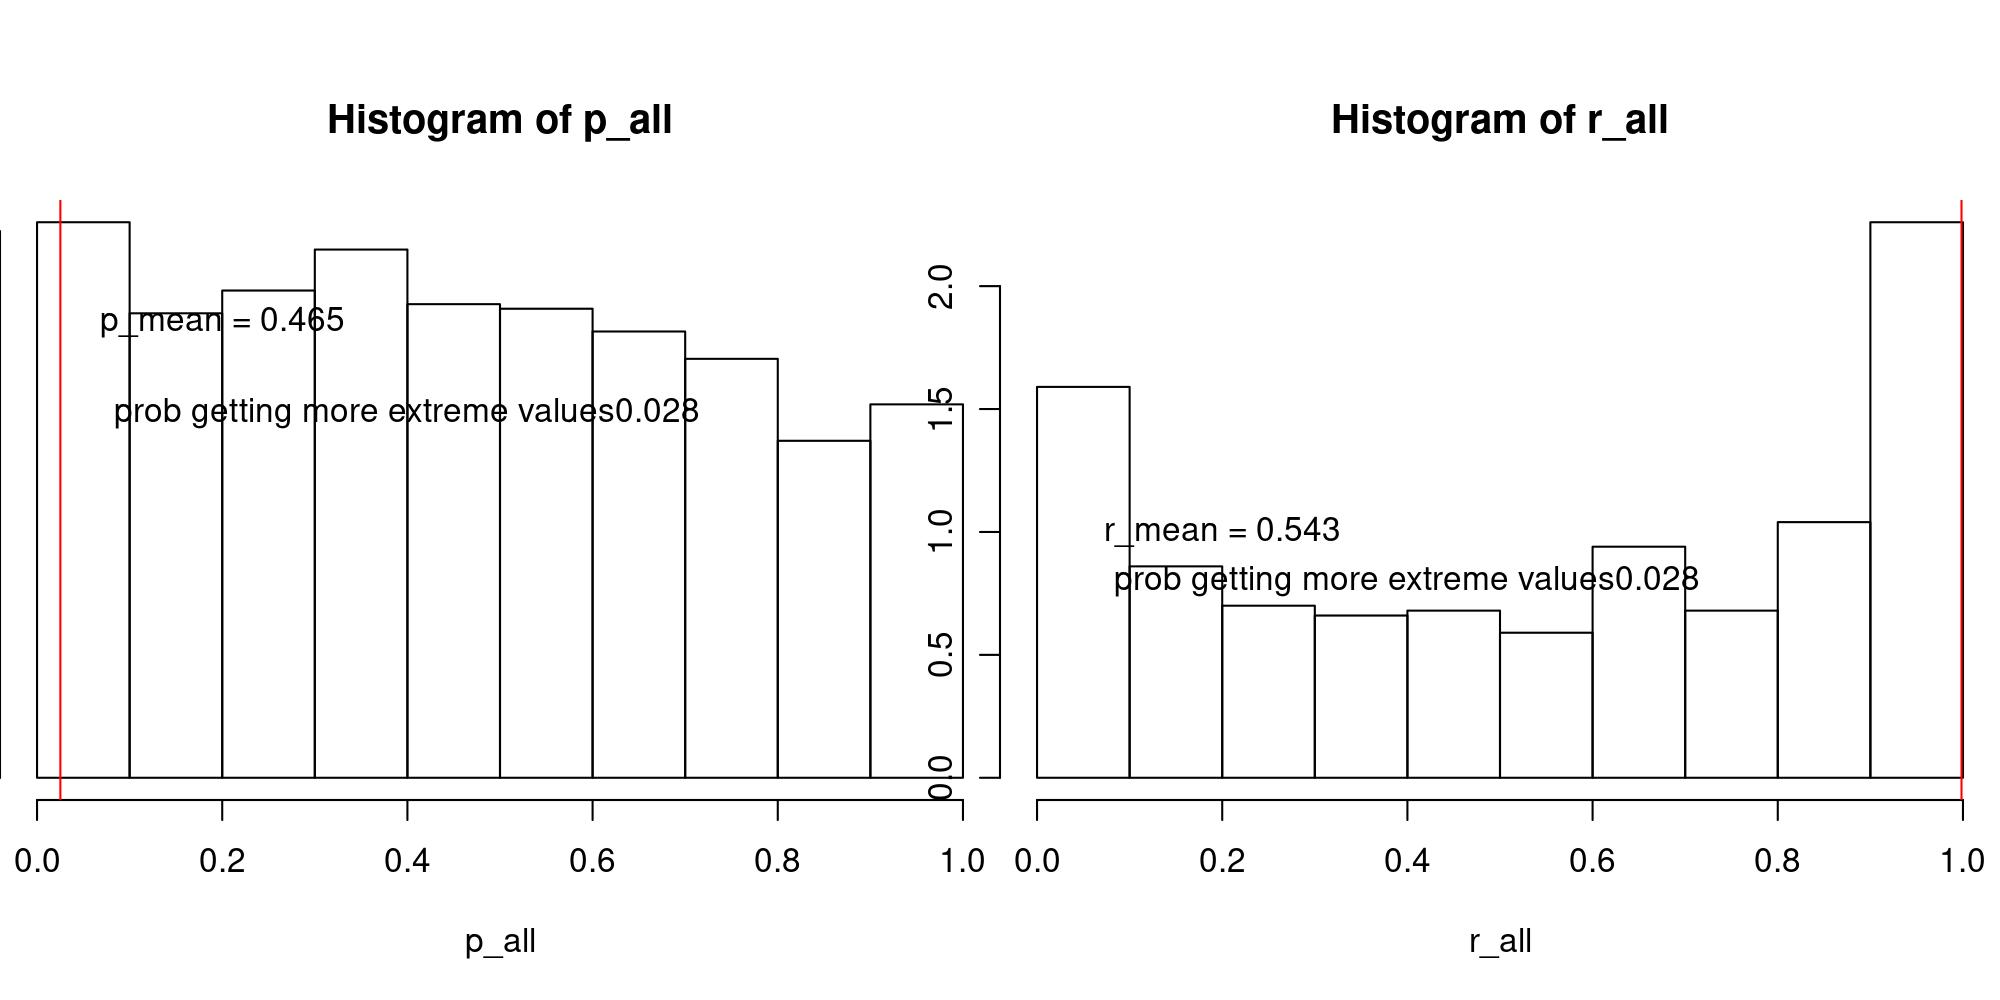 Histogram of p_all
p_mean = 0.465
prob getting more extreme values0.028
0.0 0.2 0.4 0.6 0.8 1.0
p_all
Histogram of r_all
2.0
1.5
1.0
0.5
0.0
r_mean = 0.543
prob getting more extreme values0.028
0.0 0.2 0.4 0.6 0.8 1.0
r_all